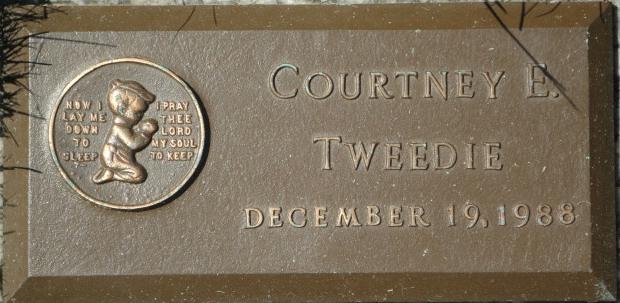 NOW I
LAY ME
DOWN
TO
SLEEP
I PRAY
THEE
LORD
MY SOUL
TO KEEP
COURTNEY E.
TWEEDIE
DECEMBER 19, 1988